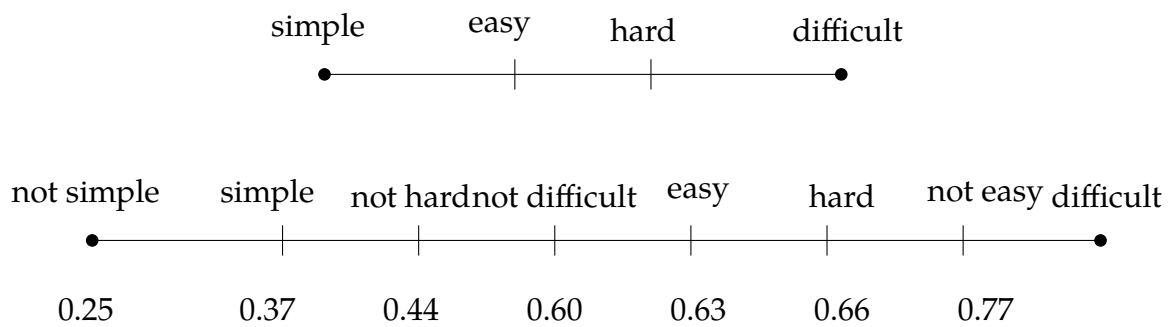 simple easy hard difficult
not simple simple not hard not difficult easy hard not easy difficult
0.25 0.37 0.44 0.60 0.63 0.66 0.77